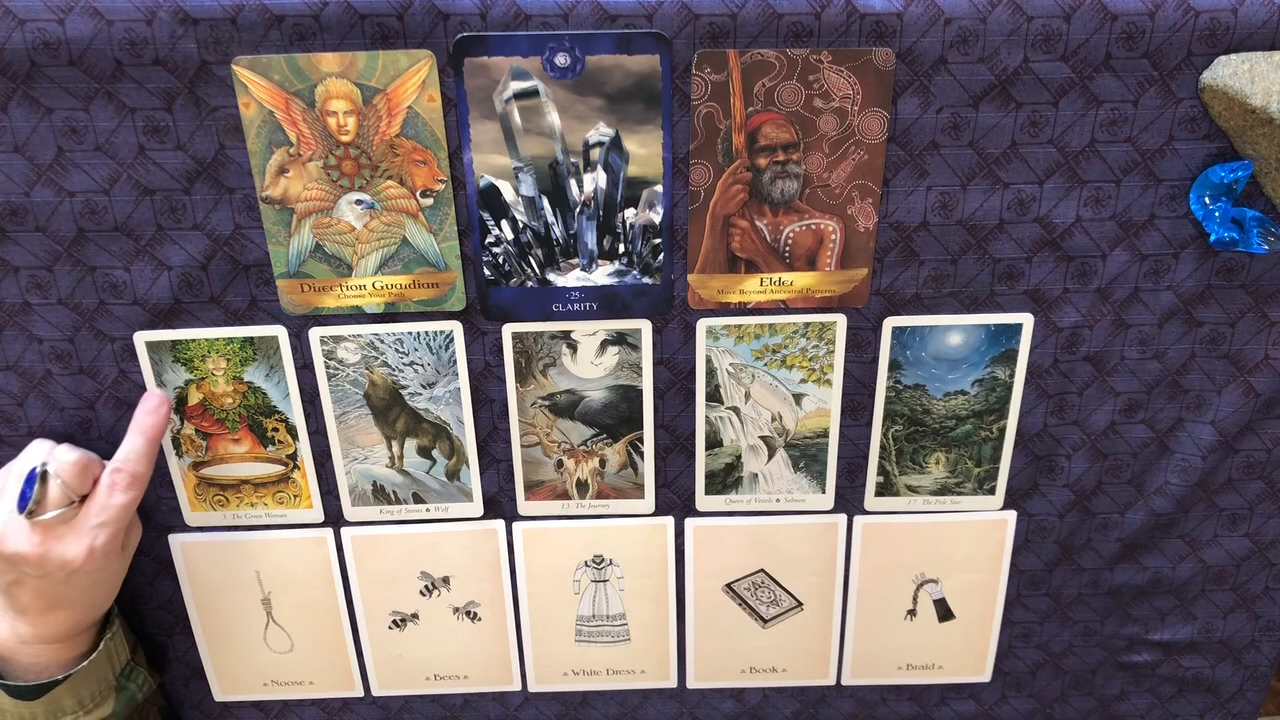 Direction Guardian
Choose Your Path
· 25 ·
CLARITY
Elder
Move Beyond Ancestral Patterns
3 The Green Woman
King of Stones Wolf
13 The Journey
Queen of Vessels Salmon
17 The Pole Star
Noose
Bees
White Dress
Book
Braid